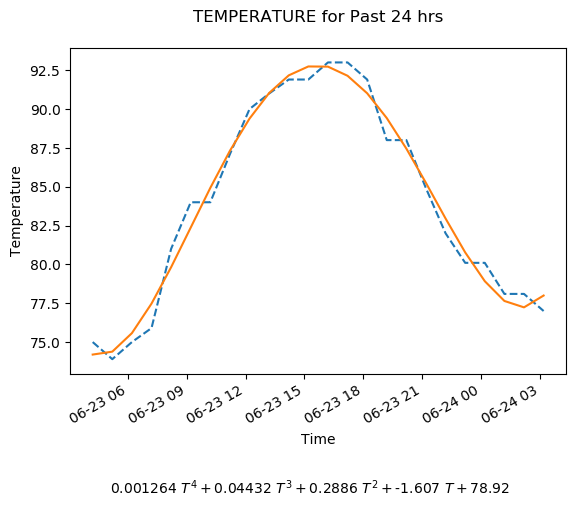 TEMPERATURE for Past 24 hrs
92.5
90.0
87.5
85.0
82.5
80.0
77.5
75.0
Temperature
06-23 06 06-23 09 06-23 12 06-23 15 06-23 18 06-23 21 06-24 00 06-24 03
Time
0.001264 T⁴ + 0.04432 T³ + 0.2886 T² + -1.607 T + 78.92